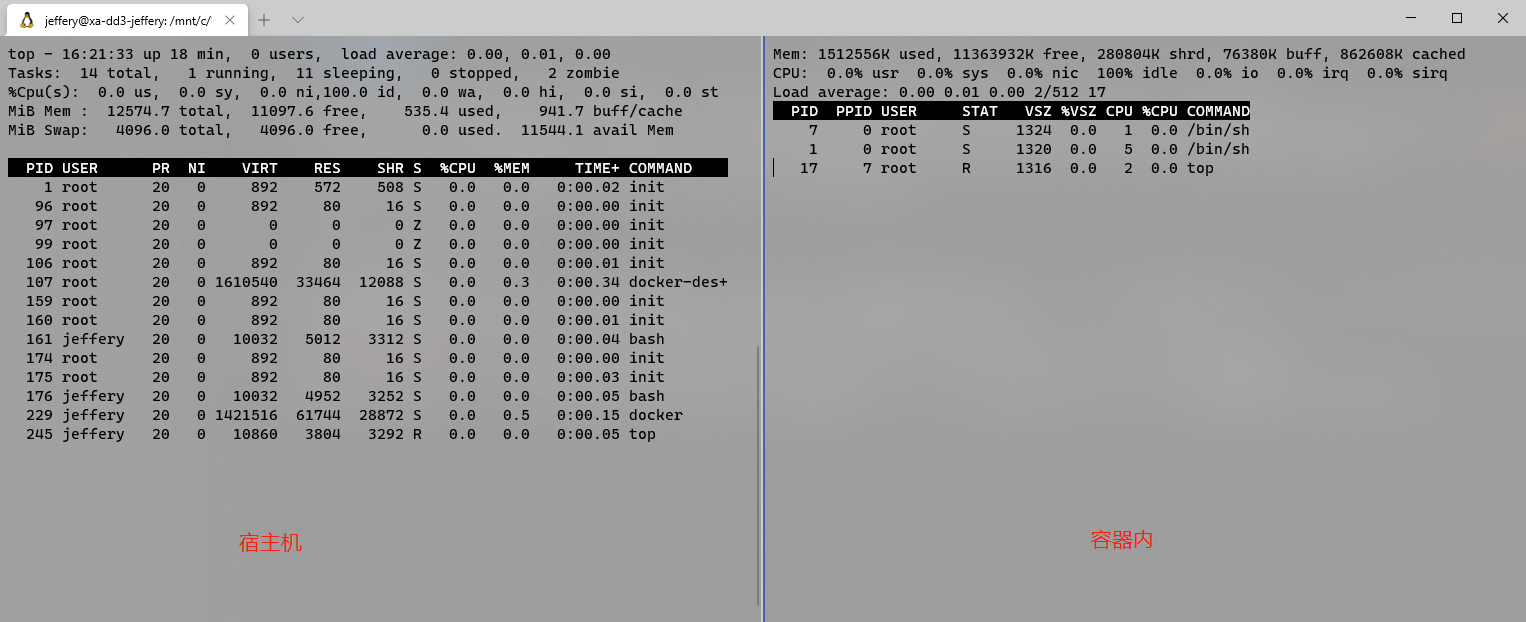 jeffery@xa-dd3-jeffery: /mnt/c/
top - 16:21:33 up 18 min,  0 users,  load average: 0.00, 0.01, 0.00
Tasks:  14 total,   1 running,  11 sleeping,   0 stopped,   2 zombie
%Cpu(s):  0.0 us,  0.0 sy,  0.0 ni,100.0 id,  0.0 wa,  0.0 hi,  0.0 si,  0.0 st
MiB Mem :  12574.7 total,  11097.6 free,    535.4 used,    941.7 buff/cache
MiB Swap:   4096.0 total,   4096.0 free,      0.0 used.  11544.1 avail Mem
PID USER      PR  NI    VIRT    RES    SHR S  %CPU  %MEM     TIME+ COMMAND
1 root      20   0     892    572    508 S   0.0   0.0   0:00.02 init
96 root      20   0     892     80     16 S   0.0   0.0   0:00.00 init
97 root      20   0       0      0      0 Z   0.0   0.0   0:00.00 init
99 root      20   0       0      0      0 Z   0.0   0.0   0:00.00 init
106 root      20   0     892     80     16 S   0.0   0.0   0:00.01 init
107 root      20   0 1610540  33464  12088 S   0.0   0.3   0:00.34 docker-des+
159 root      20   0     892     80     16 S   0.0   0.0   0:00.00 init
160 root      20   0     892     80     16 S   0.0   0.0   0:00.01 init
161 jeffery   20   0   10032   5012   3312 S   0.0   0.0   0:00.04 bash
174 root      20   0     892     80     16 S   0.0   0.0   0:00.00 init
175 root      20   0     892     80     16 S   0.0   0.0   0:00.03 init
176 jeffery   20   0   10032   4952   3252 S   0.0   0.0   0:00.05 bash
229 jeffery   20   0 1421516  61744  28872 S   0.0   0.5   0:00.15 docker
245 jeffery   20   0   10860   3804   3292 R   0.0   0.0   0:00.05 top
宿主机
Mem: 1512556K used, 11363932K free, 280804K shrd, 76380K buff, 862608K cached
CPU:  0.0% usr  0.0% sys  0.0% nic  100% idle  0.0% io  0.0% irq  0.0% sirq
Load average: 0.00 0.01 0.00 2/512 17
PID  PPID USER     STAT   VSZ %VSZ CPU %CPU COMMAND
7     0 root     S     1324  0.0   1  0.0 /bin/sh
1     0 root     S     1320  0.0   5  0.0 /bin/sh
17     7 root     R     1316  0.0   2  0.0 top
容器内